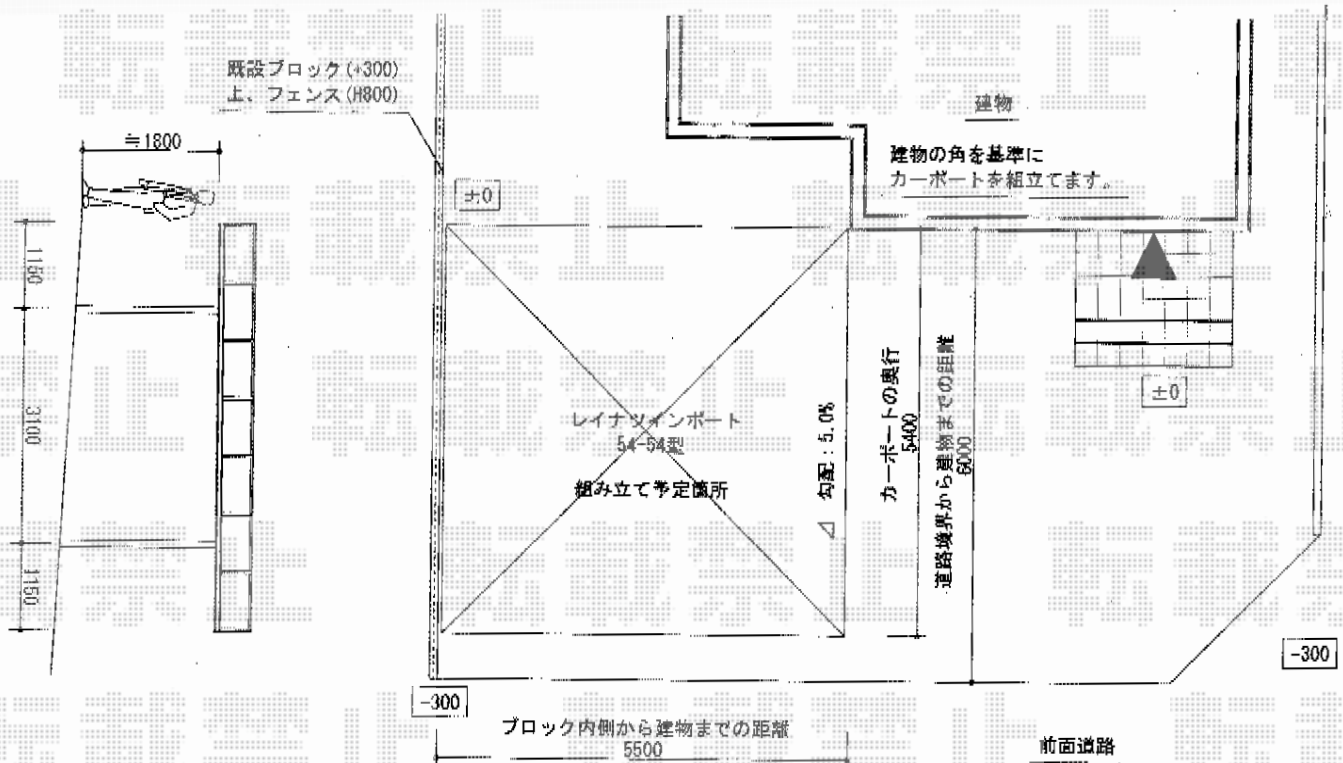 既設ブロック(+300)
上、フェンス(H800)
≒1800
建物
建物の角を基準に
カーポートを組立てます。
±0
1150
3100
1150
レイナツインポート
54-54型
組み立て予定箇所
勾配:5.0%
カーポートの奥行
5400
道路境界から建物までの距離
6000
±0
-300
-300
ブロック内側から建物までの距離
5500
前面道路
転載禁止